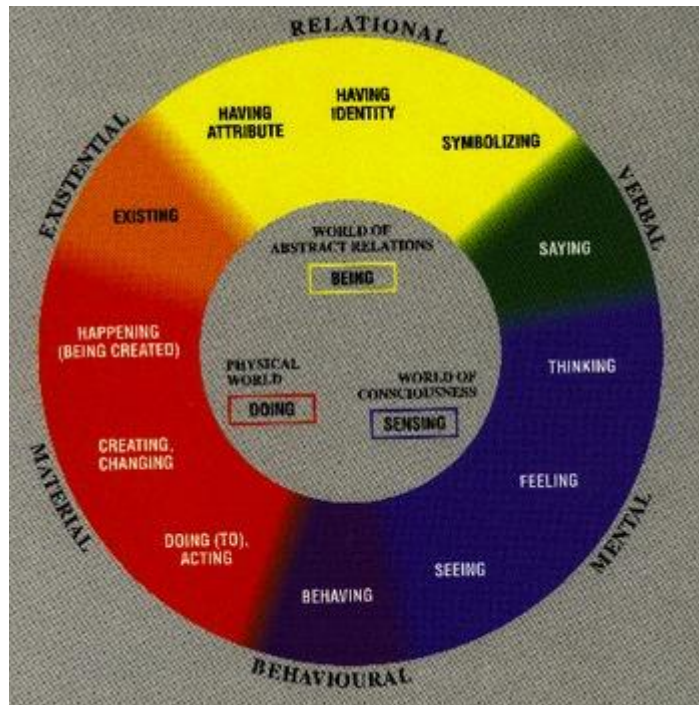 RELATIONAL
HAVING
ATTRIBUTE
HAVING
IDENTITY
SYMBOLIZING
EXISTENTIAL
VERBAL
EXISTING
SAYING
WORLD OF
ABSTRACT RELATIONS
BEING
HAPPENING
(BEING CREATED)
PHYSICAL
WORLD
DOING
WORLD OF
CONSCIOUSNESS
SENSING
THINKING
CREATING,
CHANGING
FEELING
MATERIAL
MENTAL
DOING (TO),
ACTING
BEHAVING
SEEING
BEHAVIOURAL